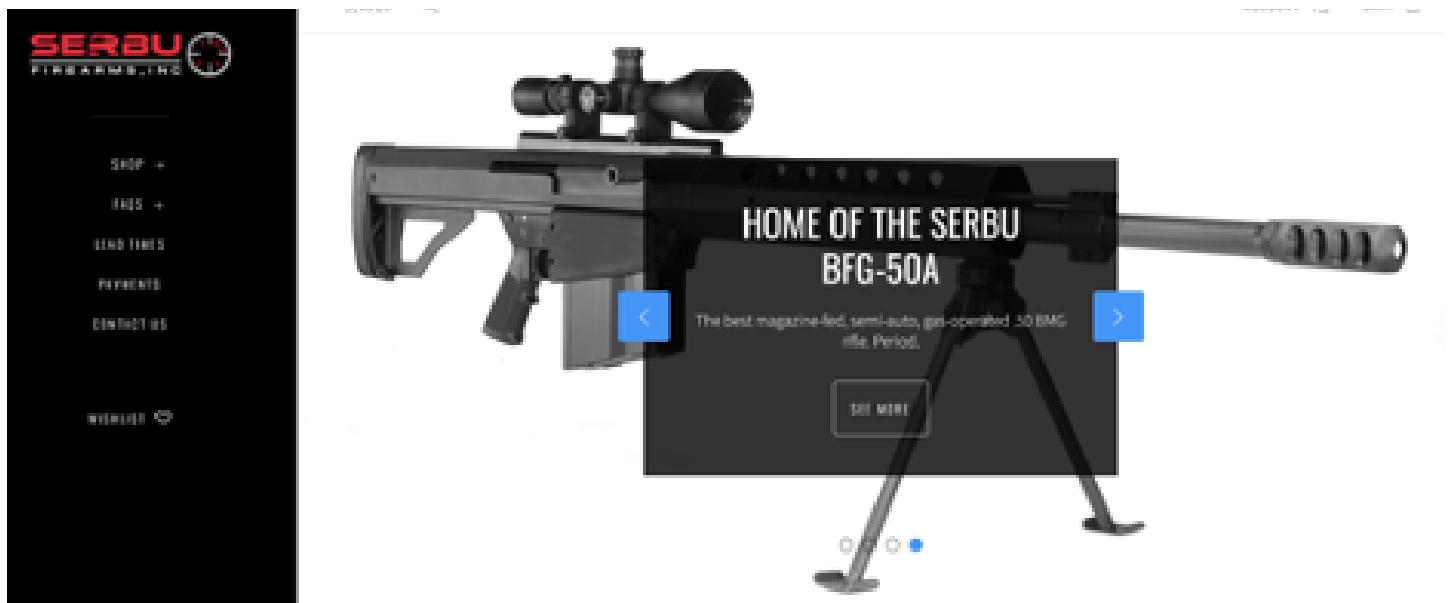 SERBU
FIREARMS, INC
SHOP +
FAQS +
LEAD TIMES
PAYMENTS
CONTACT US
WISHLIST
HOME OF THE SERBU
BFG-50A
The best magazine-fed, semi-auto, gas-operated .50 BMG
rifle. Period.
SEE MORE